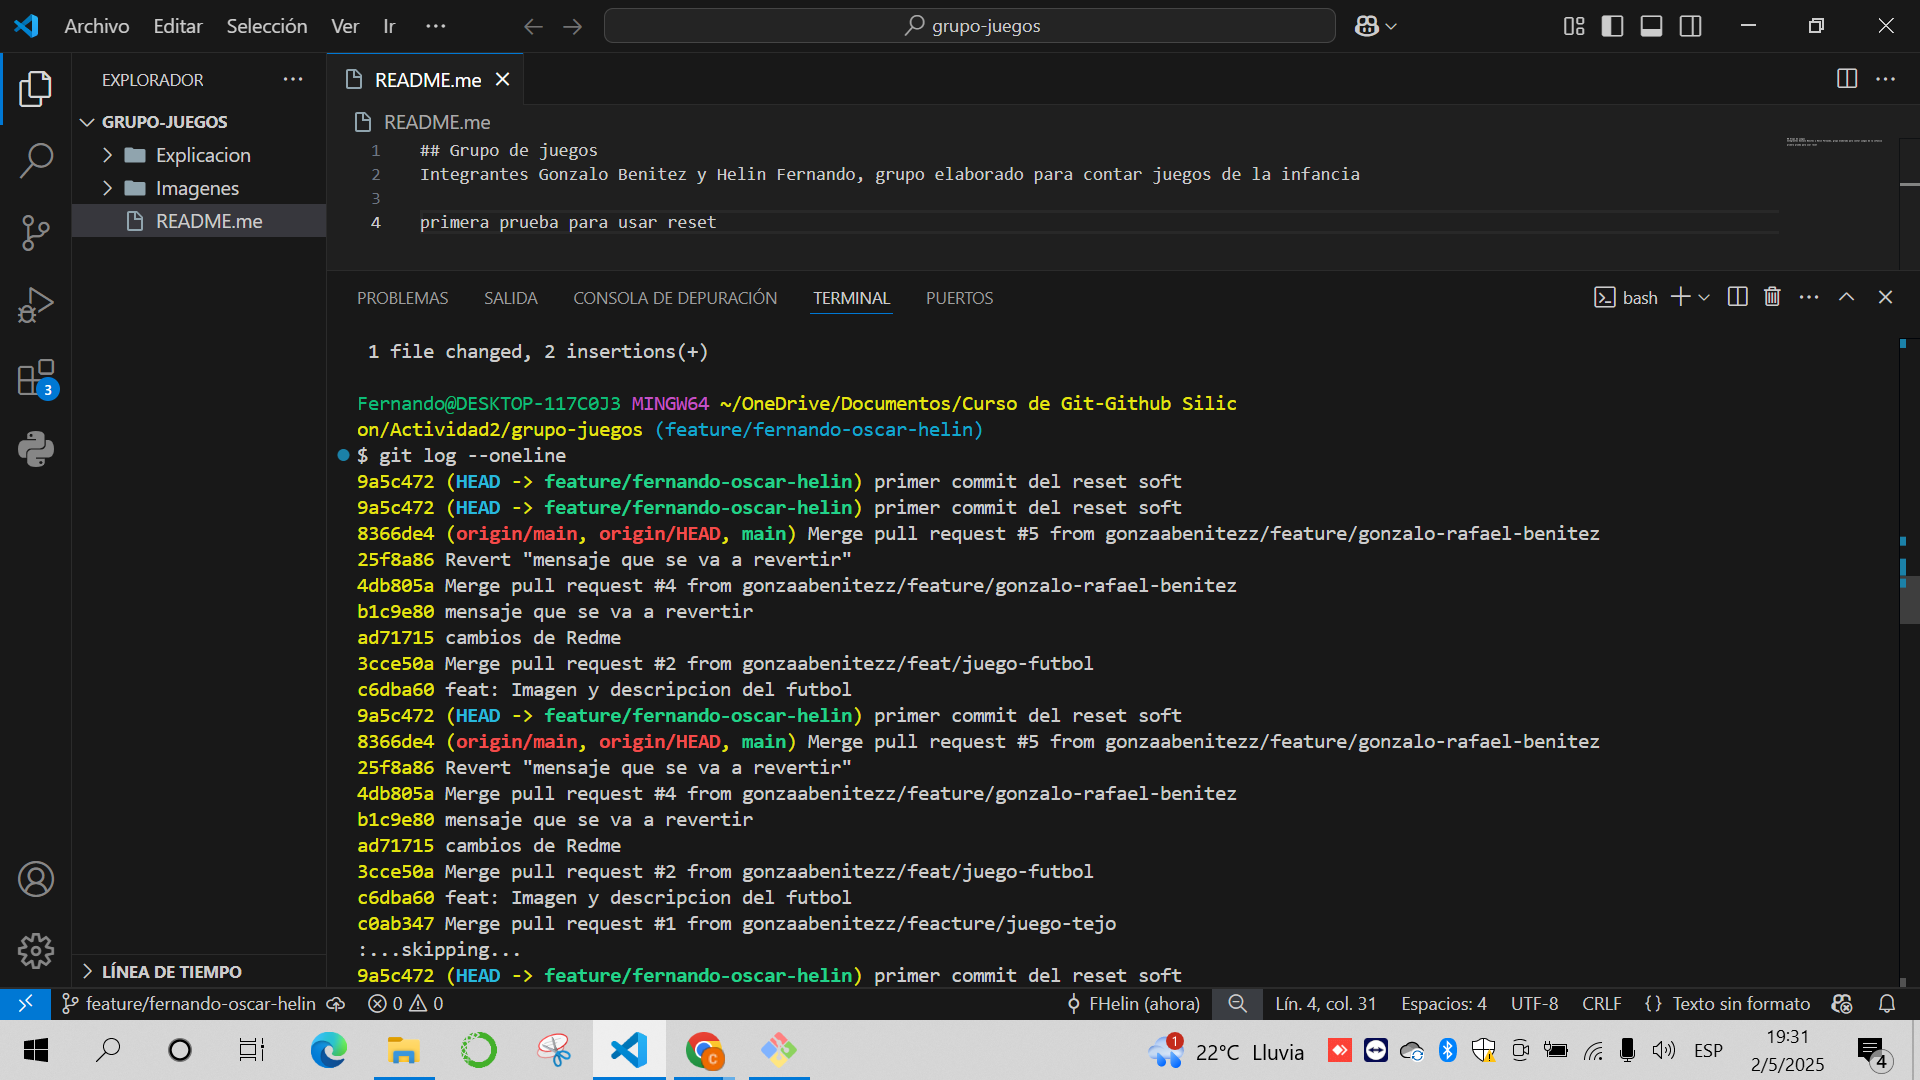 Archivo Editar Selección Ver Ir ···
grupo-juegos
EXPLORADOR ···
GRUPO-JUEGOS
Explicacion
Imagenes
README.me
LÍNEA DE TIEMPO
3
README.me
README.me
1 ## Grupo de juegos
2 Integrantes Gonzalo Benitez y Helin Fernando, grupo elaborado para contar juegos de la infancia
3
4 primera prueba para usar reset
PROBLEMAS SALIDA CONSOLA DE DEPURACIÓN TERMINAL PUERTOS
bash
1 file changed, 2 insertions(+)
Fernando@DESKTOP-117C0J3 MINGW64 ~/OneDrive/Documentos/Curso de Git-Github Silic
on/Actividad2/grupo-juegos (feature/fernando-oscar-helin)
$ git log --oneline
9a5c472 (HEAD -> feature/fernando-oscar-helin) primer commit del reset soft
9a5c472 (HEAD -> feature/fernando-oscar-helin) primer commit del reset soft
8366de4 (origin/main, origin/HEAD, main) Merge pull request #5 from gonzaabenitezz/feature/gonzalo-rafael-benitez
25f8a86 Revert "mensaje que se va a revertir"
4db805a Merge pull request #4 from gonzaabenitezz/feature/gonzalo-rafael-benitez
b1c9e80 mensaje que se va a revertir
ad71715 cambios de Redme
3cce50a Merge pull request #2 from gonzaabenitezz/feat/juego-futbol
c6dba60 feat: Imagen y descripcion del futbol
9a5c472 (HEAD -> feature/fernando-oscar-helin) primer commit del reset soft
8366de4 (origin/main, origin/HEAD, main) Merge pull request #5 from gonzaabenitezz/feature/gonzalo-rafael-benitez
25f8a86 Revert "mensaje que se va a revertir"
4db805a Merge pull request #4 from gonzaabenitezz/feature/gonzalo-rafael-benitez
b1c9e80 mensaje que se va a revertir
ad71715 cambios de Redme
3cce50a Merge pull request #2 from gonzaabenitezz/feat/juego-futbol
c6dba60 feat: Imagen y descripcion del futbol
c0ab347 Merge pull request #1 from gonzaabenitezz/feacture/juego-tejo
:...skipping...
9a5c472 (HEAD -> feature/fernando-oscar-helin) primer commit del reset soft
feature/fernando-oscar-helin 0 0 FHelin (ahora) Lín. 4, col. 31 Espacios: 4 UTF-8 CRLF {} Texto sin formato
C 1 22°C Lluvia ESP 19:31
2/5/2025
4